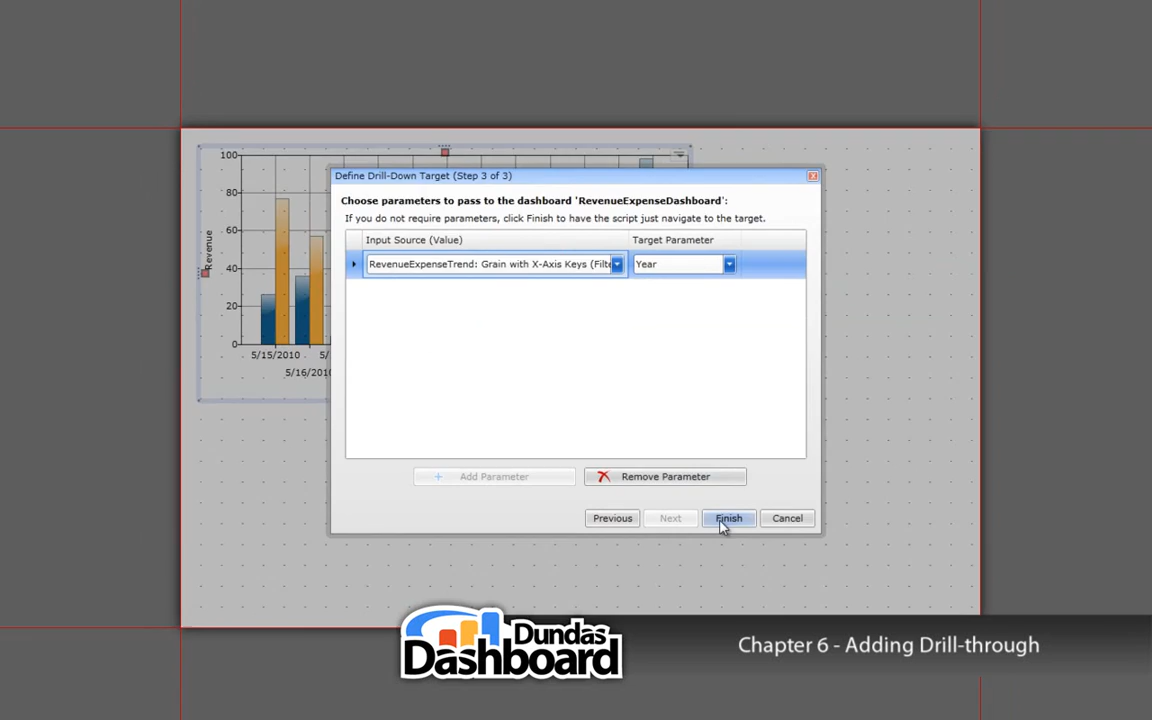 100
80
60
40
20
0
Revenue
5/15/2010
5/
5/16/201
Define Drill-Down Target (Step 3 of 3)
Choose parameters to pass to the dashboard 'RevenueExpenseDashboard':
If you do not require parameters, click Finish to have the script just navigate to the target.
Input Source (Value) Target Parameter
RevenueExpenseTrend: Grain with X-Axis Keys (Filte Year
Add Parameter Remove Parameter
Previous Next Finish Cancel
Dundas
Dashboard
Chapter 6 - Adding Drill-through